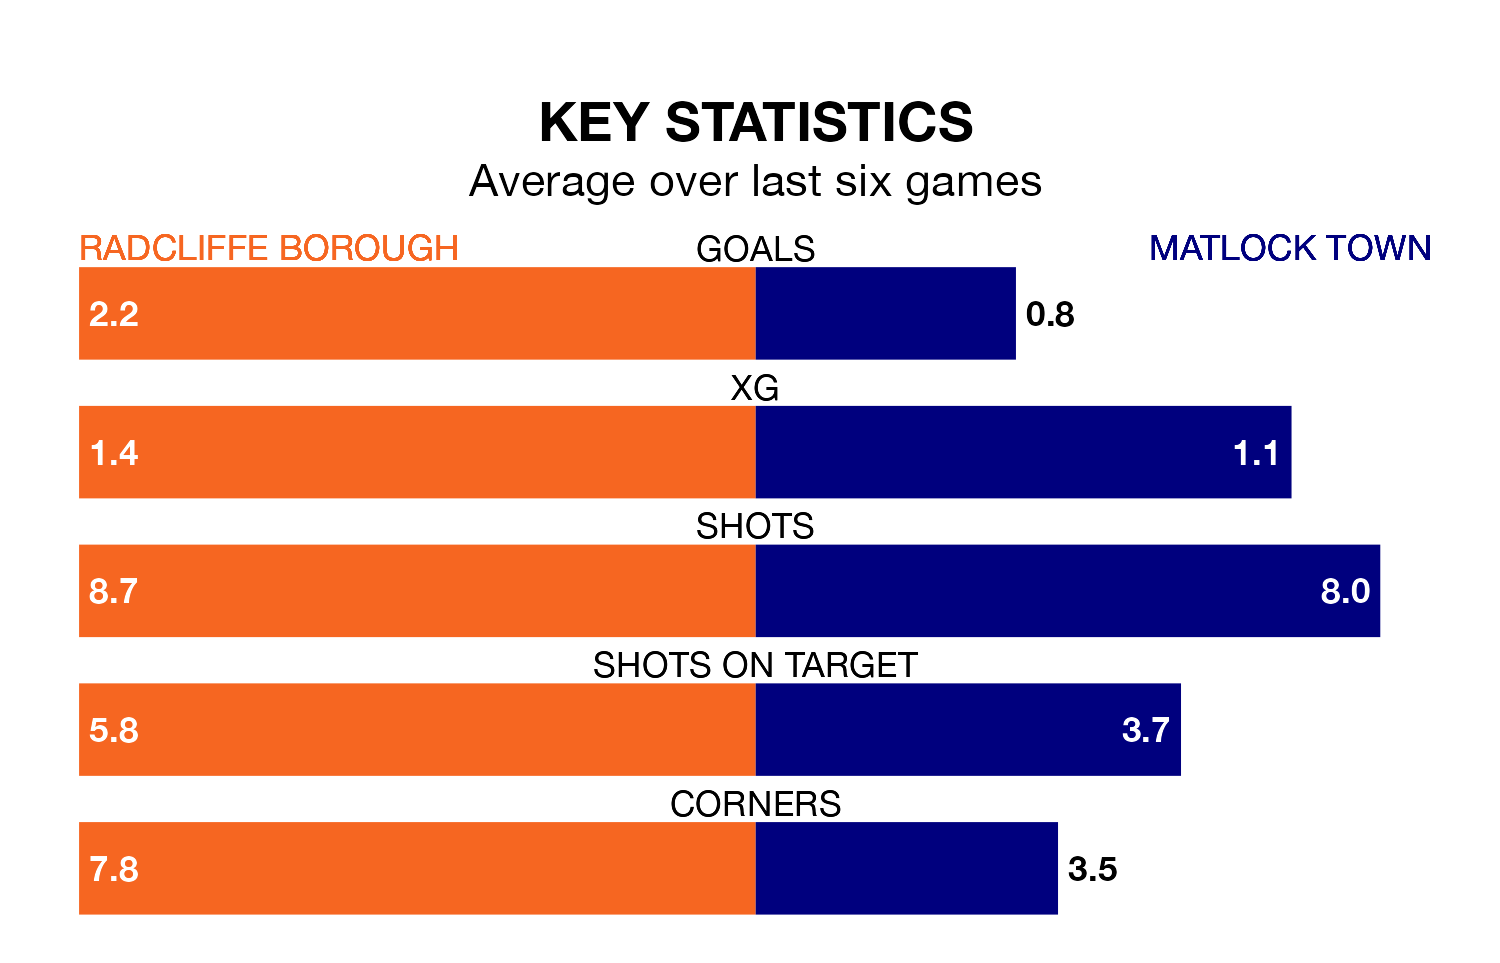 KEY STATISTICS
Average over last six games
RADCLIFFE BOROUGH GOALS MATLOCK TOWN
2.2 0.8
XG
1.4 1.1
SHOTS
8.7 8.0
SHOTS ON TARGET
5.8 3.7
CORNERS
7.8 3.5